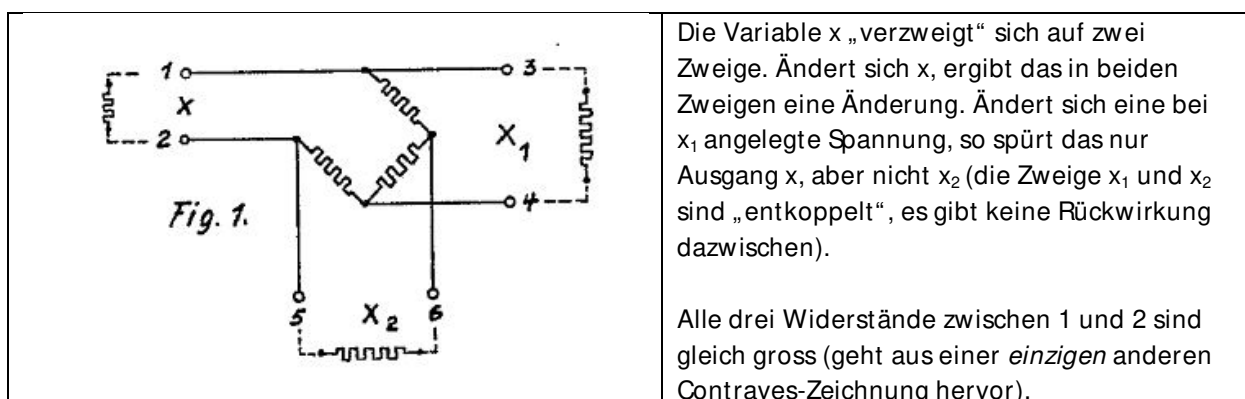 1
3
X
2
X₁
4
Fig. 1.
5
X₂
6
Die Variable x „verzweigt“ sich auf zwei
Zweige. Ändert sich x, ergibt das in beiden
Zweigen eine Änderung. Ändert sich eine bei
x₁ angelegte Spannung, so spürt das nur
Ausgang x, aber nicht x₂ (die Zweige x₁ und x₂
sind „entkoppelt“, es gibt keine Rückwirkung
dazwischen).
Alle drei Widerstände zwischen 1 und 2 sind
gleich gross (geht aus einer einzigen anderen
Contraves-Zeichnung hervor).